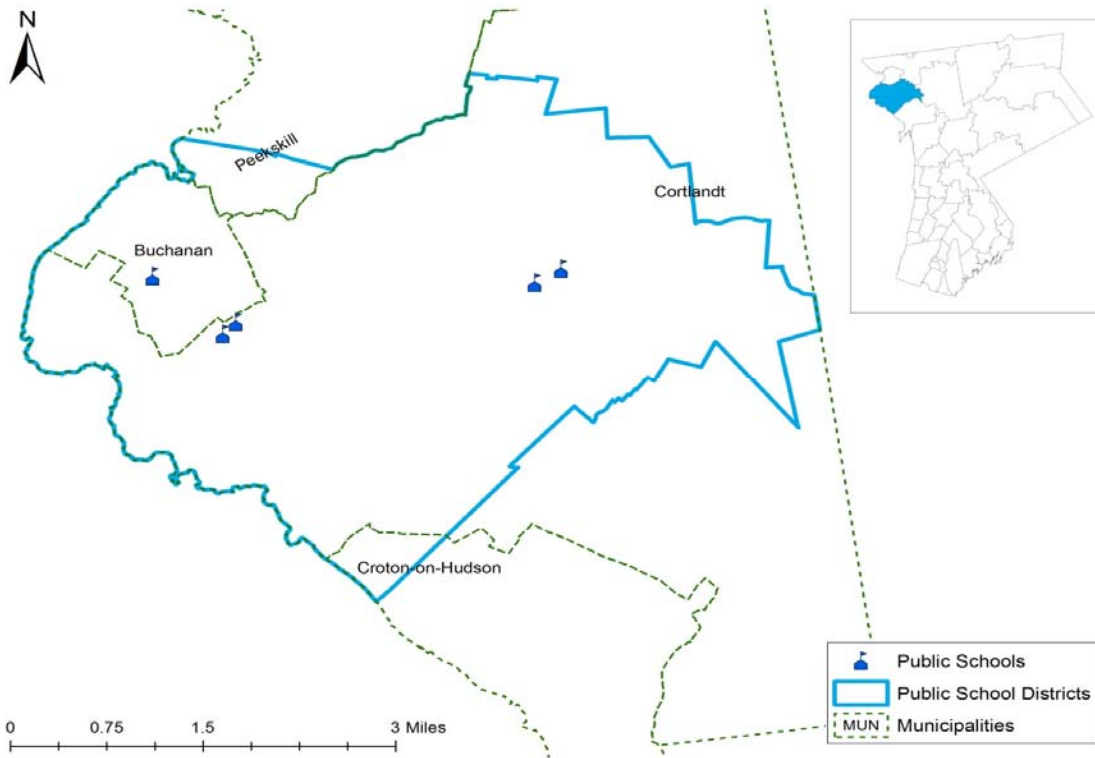 N
Peekskill
Cortlandt
Buchanan
Croton-on-Hudson
Public Schools
Public School Districts
MUN Municipalities
0 0.75 1.5 3 Miles